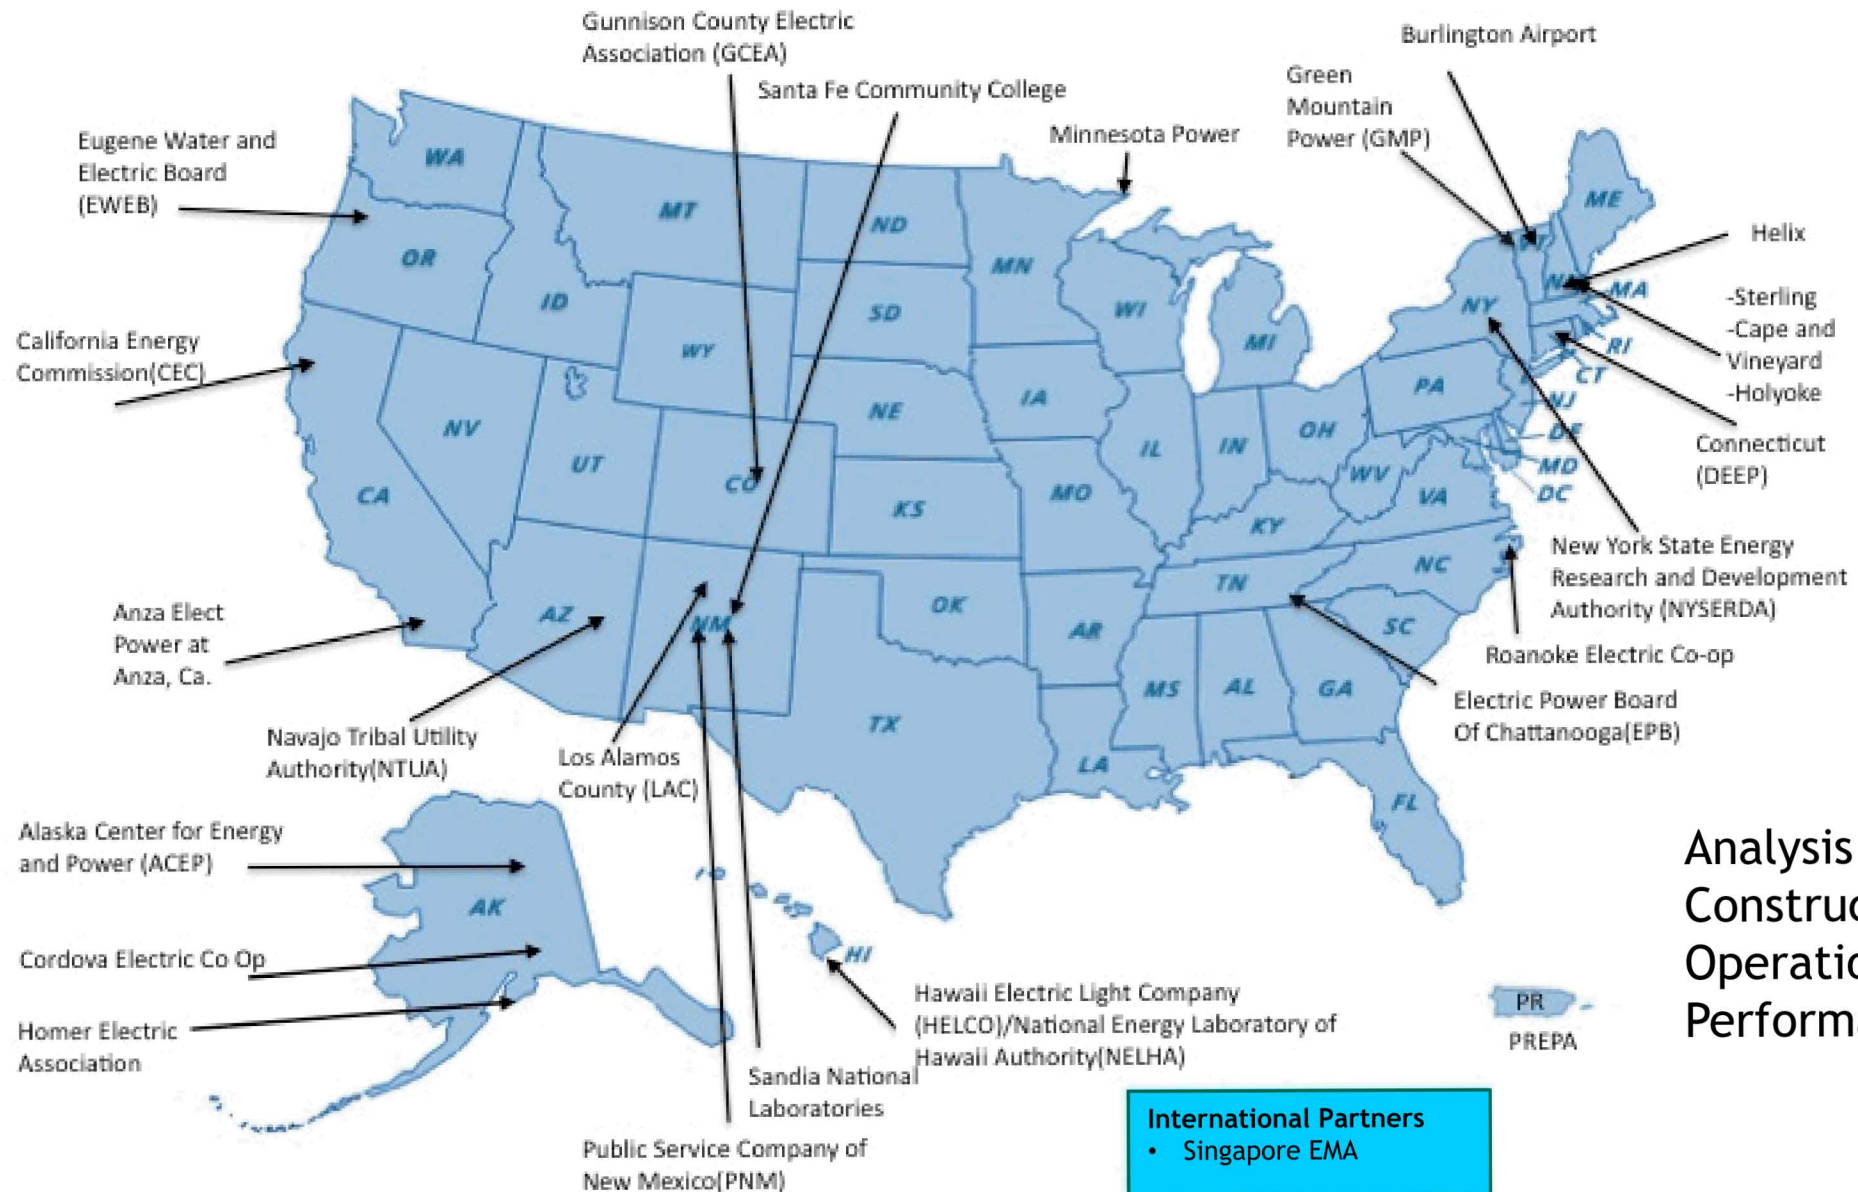 Gunnison County Electric
Association (GCEA)
Burlington Airport
Santa Fe Community College
Green
Mountain
Power (GMP)
Minnesota Power
Eugene Water and
Electric Board
(EWEB)
California Energy
Commission(CEC)
Anza Elect
Power at
Anza, Ca.
Navajo Tribal Utility
Authority(NTUA)
Los Alamos
County (LAC)
Alaska Center for Energy
and Power (ACEP)
Cordova Electric Co Op
Homer Electric
Association
WA
OR
CA
NV
ID
MT
WY
UT
AZ
CO
NM
ND
SD
NE
KS
OK
TX
MN
IA
MO
AR
LA
WI
IL
MI
IN
OH
KY
TN
MS
AL
GA
FL
SC
NC
VA
WV
PA
NY
ME
MA
RI
CT
NJ
DE
MD
DC
AK
HI
Helix
-Sterling
-Cape and
Vineyard
-Holyoke
Connecticut
(DEEP)
New York State Energy
Research and Development
Authority (NYSERDA)
Roanoke Electric Co-op
Electric Power Board
Of Chattanooga(EPB)
Hawaii Electric Light Company
(HELCO)/National Energy Laboratory of
Hawaii Authority(NELHA)
Sandia National
Laboratories
Public Service Company of
New Mexico(PNM)
PR
PREPA
Analysis
Construc
Operatio
Performa
International Partners
• Singapore EMA